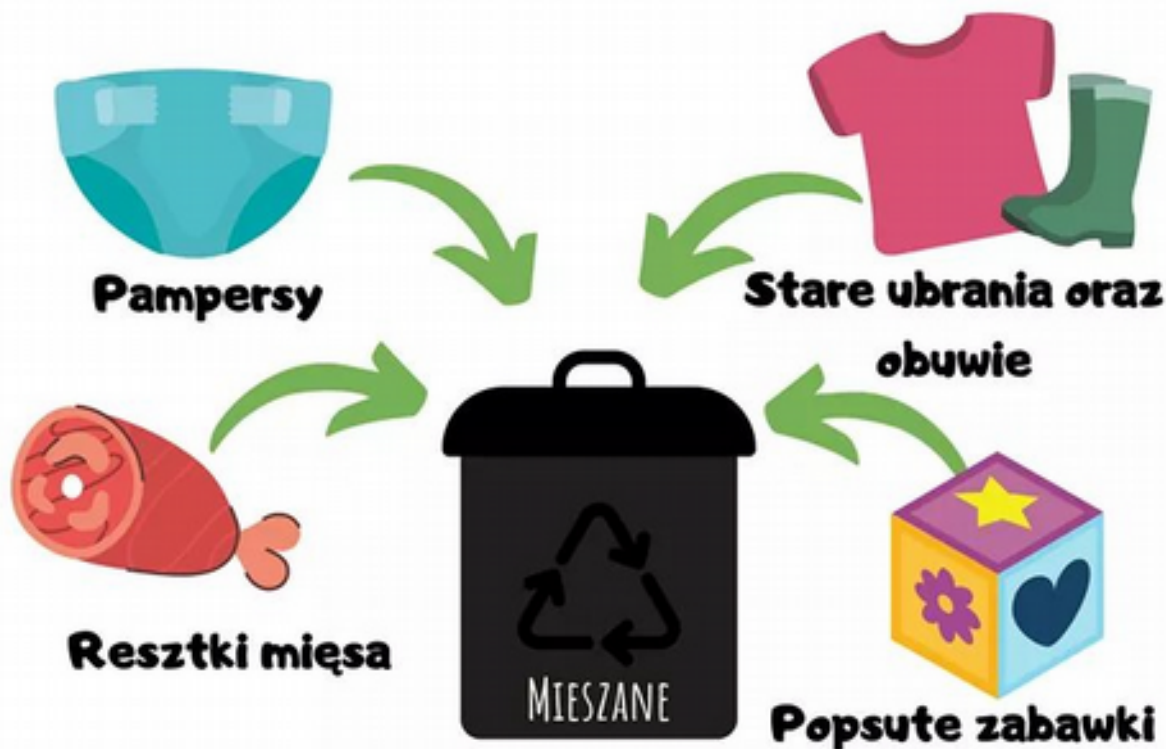 Pampersy
Stare ubrania oraz
obuwie
Resztki mięsa
MIESZANE
Popsute zabawki